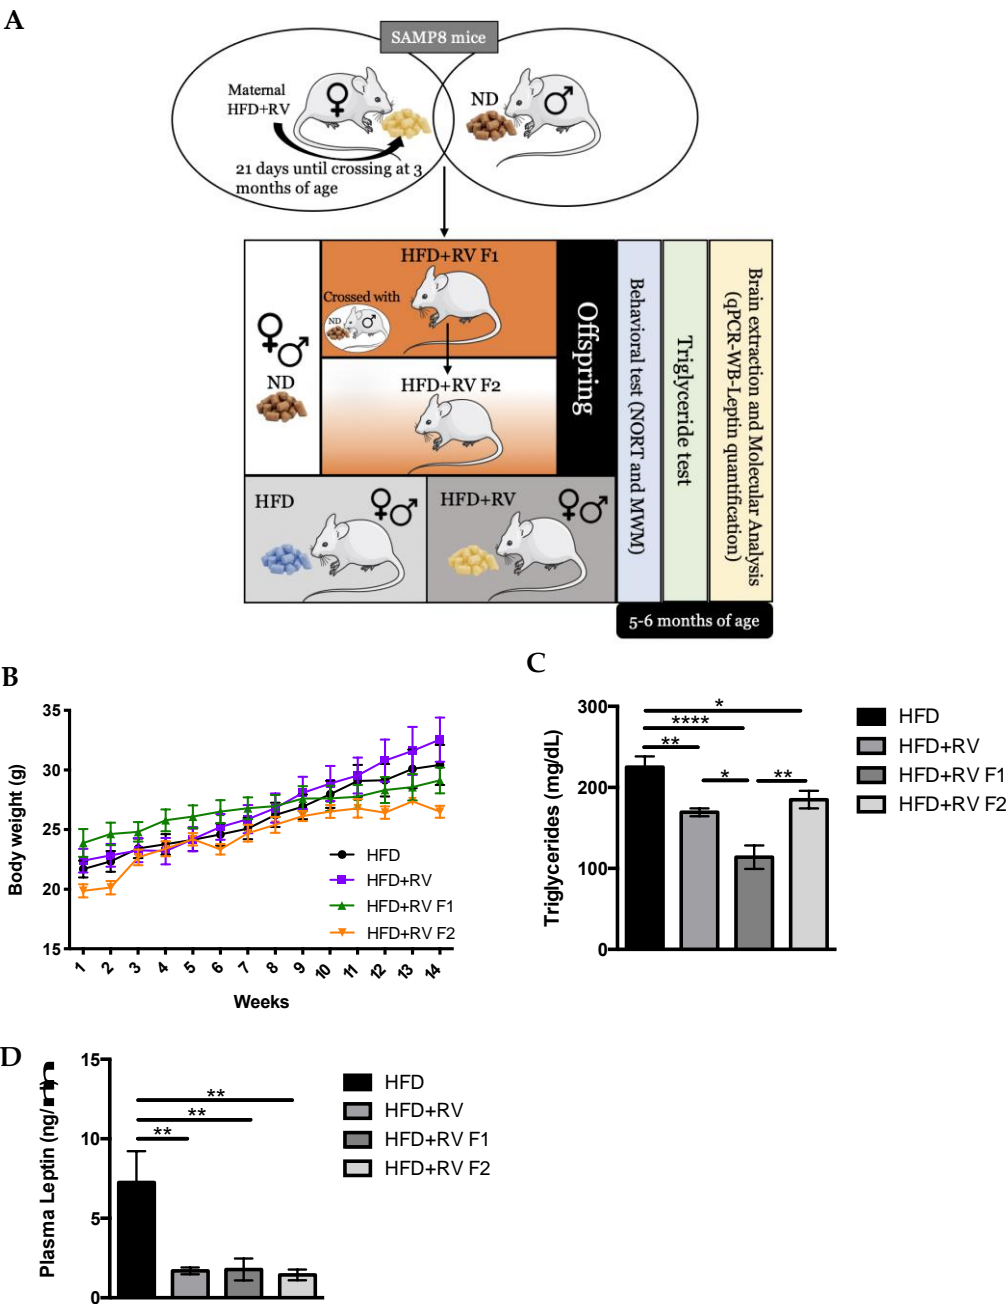 A
SAMP8 mice
Maternal
HFD+RV
♀
ND
♂
21 days until crossing at 3
months of age
HFD+RV F1
Crossed with
ND
♂
♀♂
ND
HFD+RV F2
Offspring
Behavioral test (NORT and MWM)
Triglyceride test
Brain extraction and Molecular Analysis
(qPCR-WB-Leptin quantification)
HFD
♀♂
HFD+RV
♀♂
5-6 months of age
B
Body weight (g)
35
30
25
20
15
HFD
HFD+RV
HFD+RV F1
HFD+RV F2
1 2 3 4 5 6 7 8 9 10 11 12 13 14
Weeks
C
Triglycerides (mg/dL)
300
200
100
0
*
****
**
* **
HFD
HFD+RV
HFD+RV F1
HFD+RV F2
D
Plasma Leptin (ng/
15
10
5
0
**
**
**
HFD
HFD+RV
HFD+RV F1
HFD+RV F2